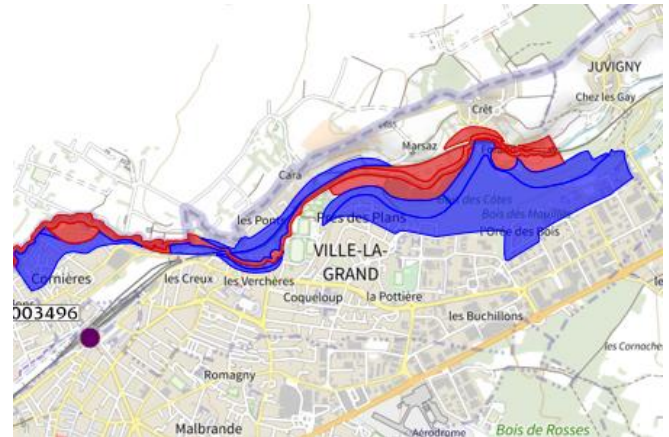 JUVIGNY
Chez les Gay
Crêt
Marsaz
Cara
les Pont
Près des Plans
des Côtes
Bois des Mouilles
l'Orée des Bois
VILLE-LA-
GRAND
Cornières
les Creux
les Verchères
Coqueloup
la Pottière
003496
les Buchillons
les Cornaches
Romagny
Malbrande
Aérodrome
Bois de Rosses